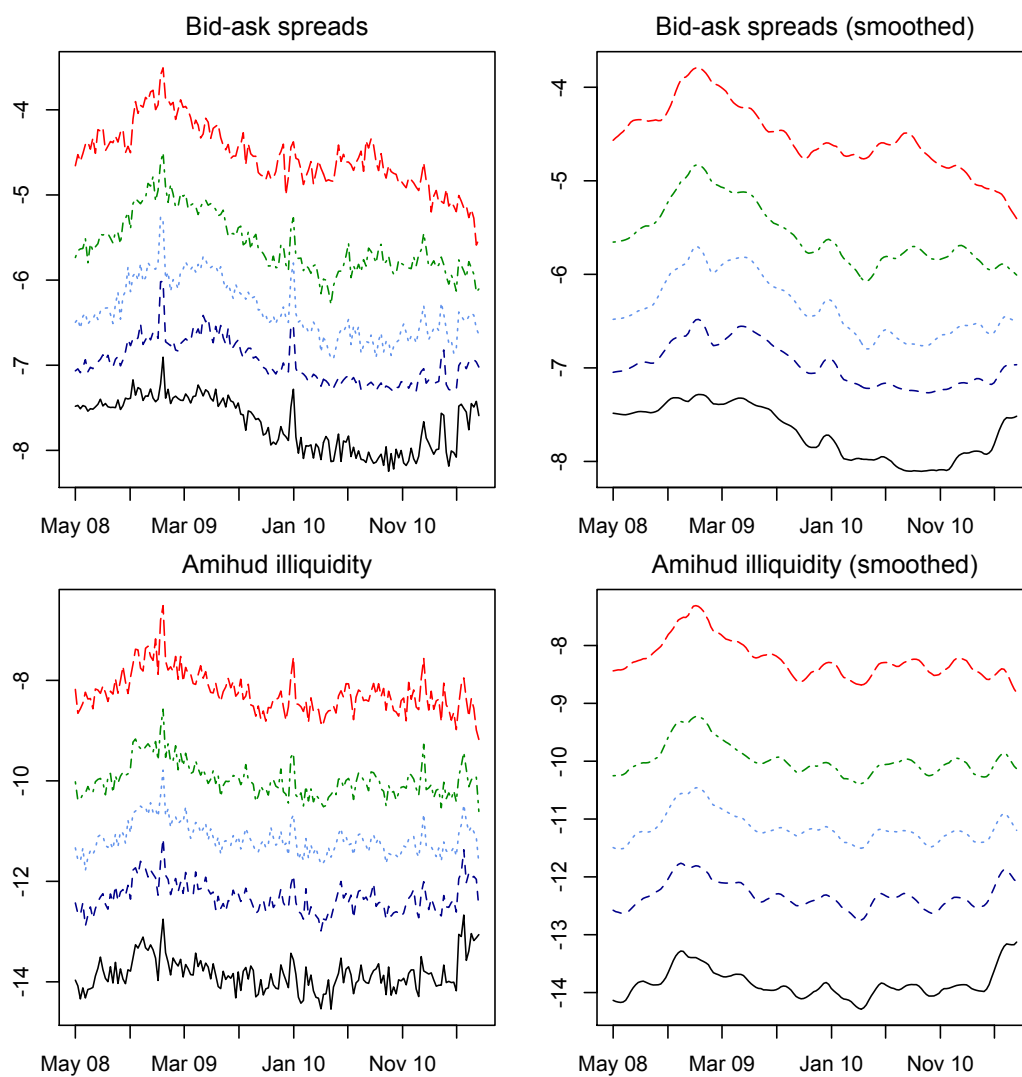 Bid-ask spreads
-4
-5
-6
-7
-8
May 08 Mar 09 Jan 10 Nov 10
Bid-ask spreads (smoothed)
-4
-5
-6
-7
-8
May 08 Mar 09 Jan 10 Nov 10
Amihud illiquidity
-8
-10
-12
-14
May 08 Mar 09 Jan 10 Nov 10
Amihud illiquidity (smoothed)
-8
-9
-10
-11
-12
-13
-14
May 08 Mar 09 Jan 10 Nov 10